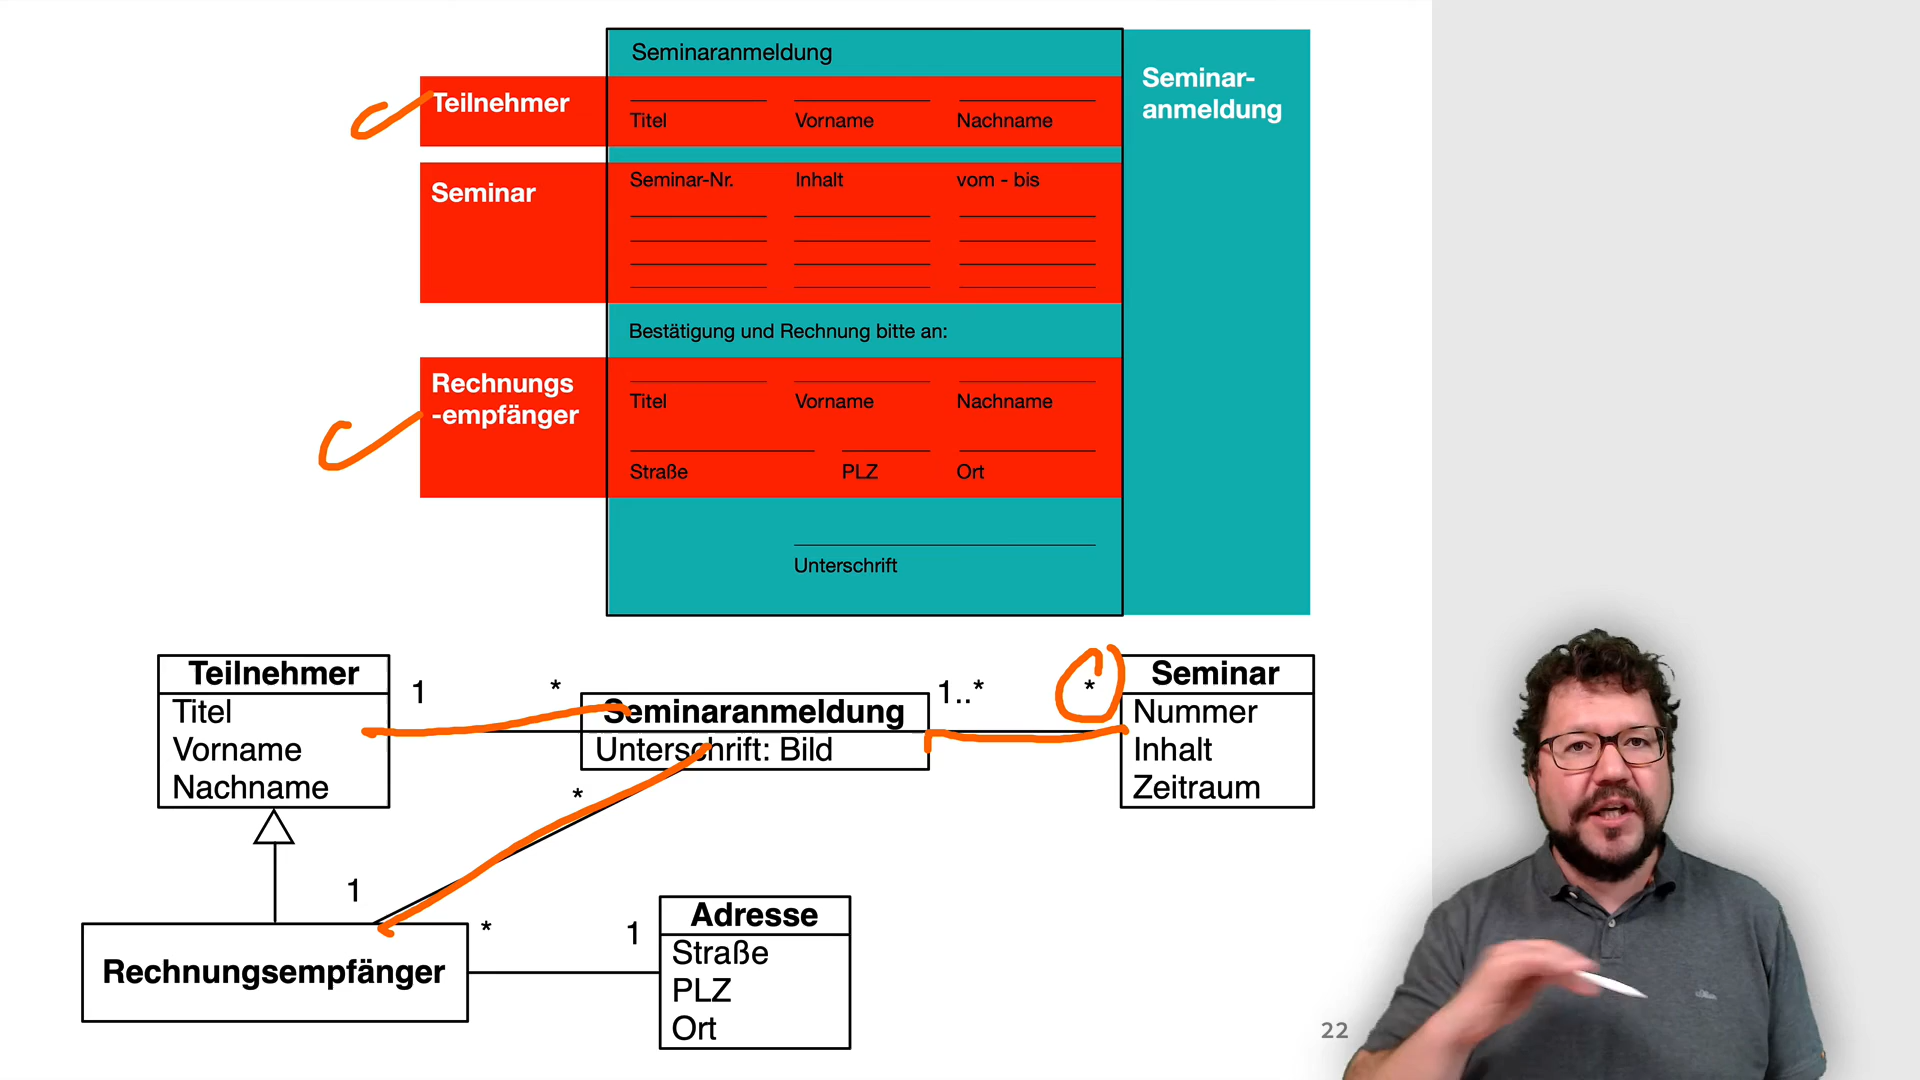 Seminaranmeldung
Seminar-
anmeldung
Teilnehmer
Titel Vorname Nachname
Seminar
Seminar-Nr. Inhalt vom - bis
Bestätigung und Rechnung bitte an:
Rechnungs
-empfänger
Titel Vorname Nachname
Straße PLZ Ort
Unterschrift
Teilnehmer
Titel
Vorname
Nachname
1 *
Seminaranmeldung
Unterschrift: Bild
1..* *
Seminar
Nummer
Inhalt
Zeitraum
*
1
Rechnungsempfänger
* 1
Adresse
Straße
PLZ
Ort
22